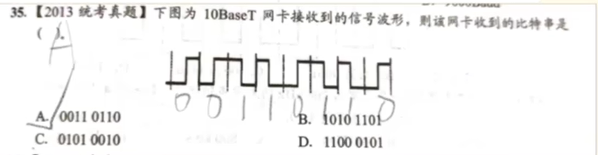 35.【2013 统考真题】下图为 10BaseT 网卡接收到的信号波形，则该网卡收到的比特串是
( A ).
0 0 1 1 0 1 1 0
A. 0011 0110
B. 1010 1101
C. 0101 0010
D. 1100 0101